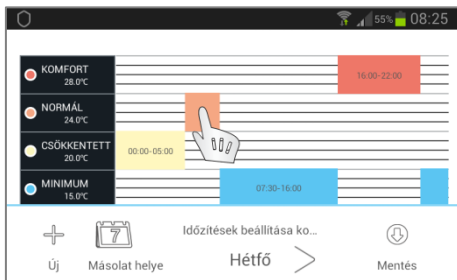 55% 08:25
KOMFORT
28.0°C
16:00-22:00
NORMÁL
24.0°C
CSÖKKENTETT
20.0°C
00:00-05:00
MINIMUM
15.0°C
07:30-16:00
7
Időzítések beállítása ko...
Új
Másolat helye
Hétfő
Mentés